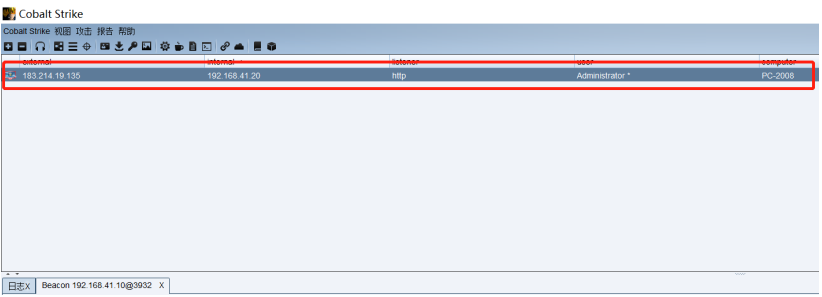 Cobalt Strike
Cobalt Strike 视图 攻击 报告 帮助
external internal listener user computer
183.214.19.135 192.168.41.20 http Administrator * PC-2008
日志X Beacon 192.168.41.10@3932 X